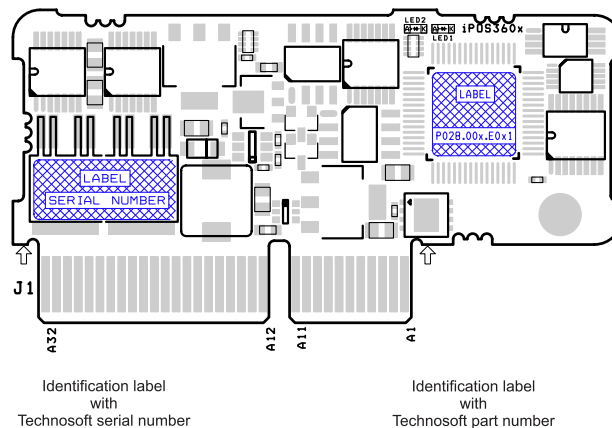 LED2
A K A K iPOS360x
LED1
LABEL
P028.00x.E0x1
LABEL
SERIAL NUMBER
J1
A32 A12 A11 A1
Identification label
with
Technosoft serial number
Identification label
with
Technosoft part number